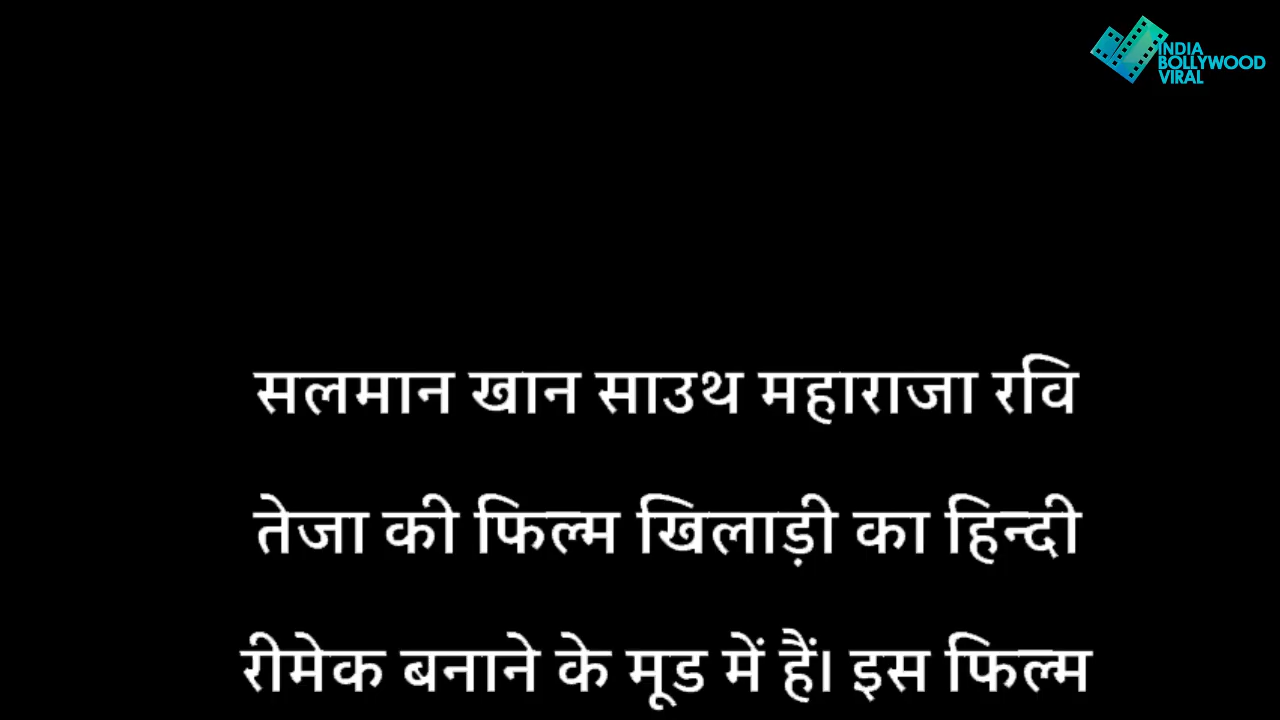 INDIA
BOLLYWOOD
VIRAL
सलमान खान साउथ महाराजा रवि
तेजा की फिल्म खिलाड़ी का हिन्दी
रीमेक बनाने के मूड में हैं। इस फिल्म